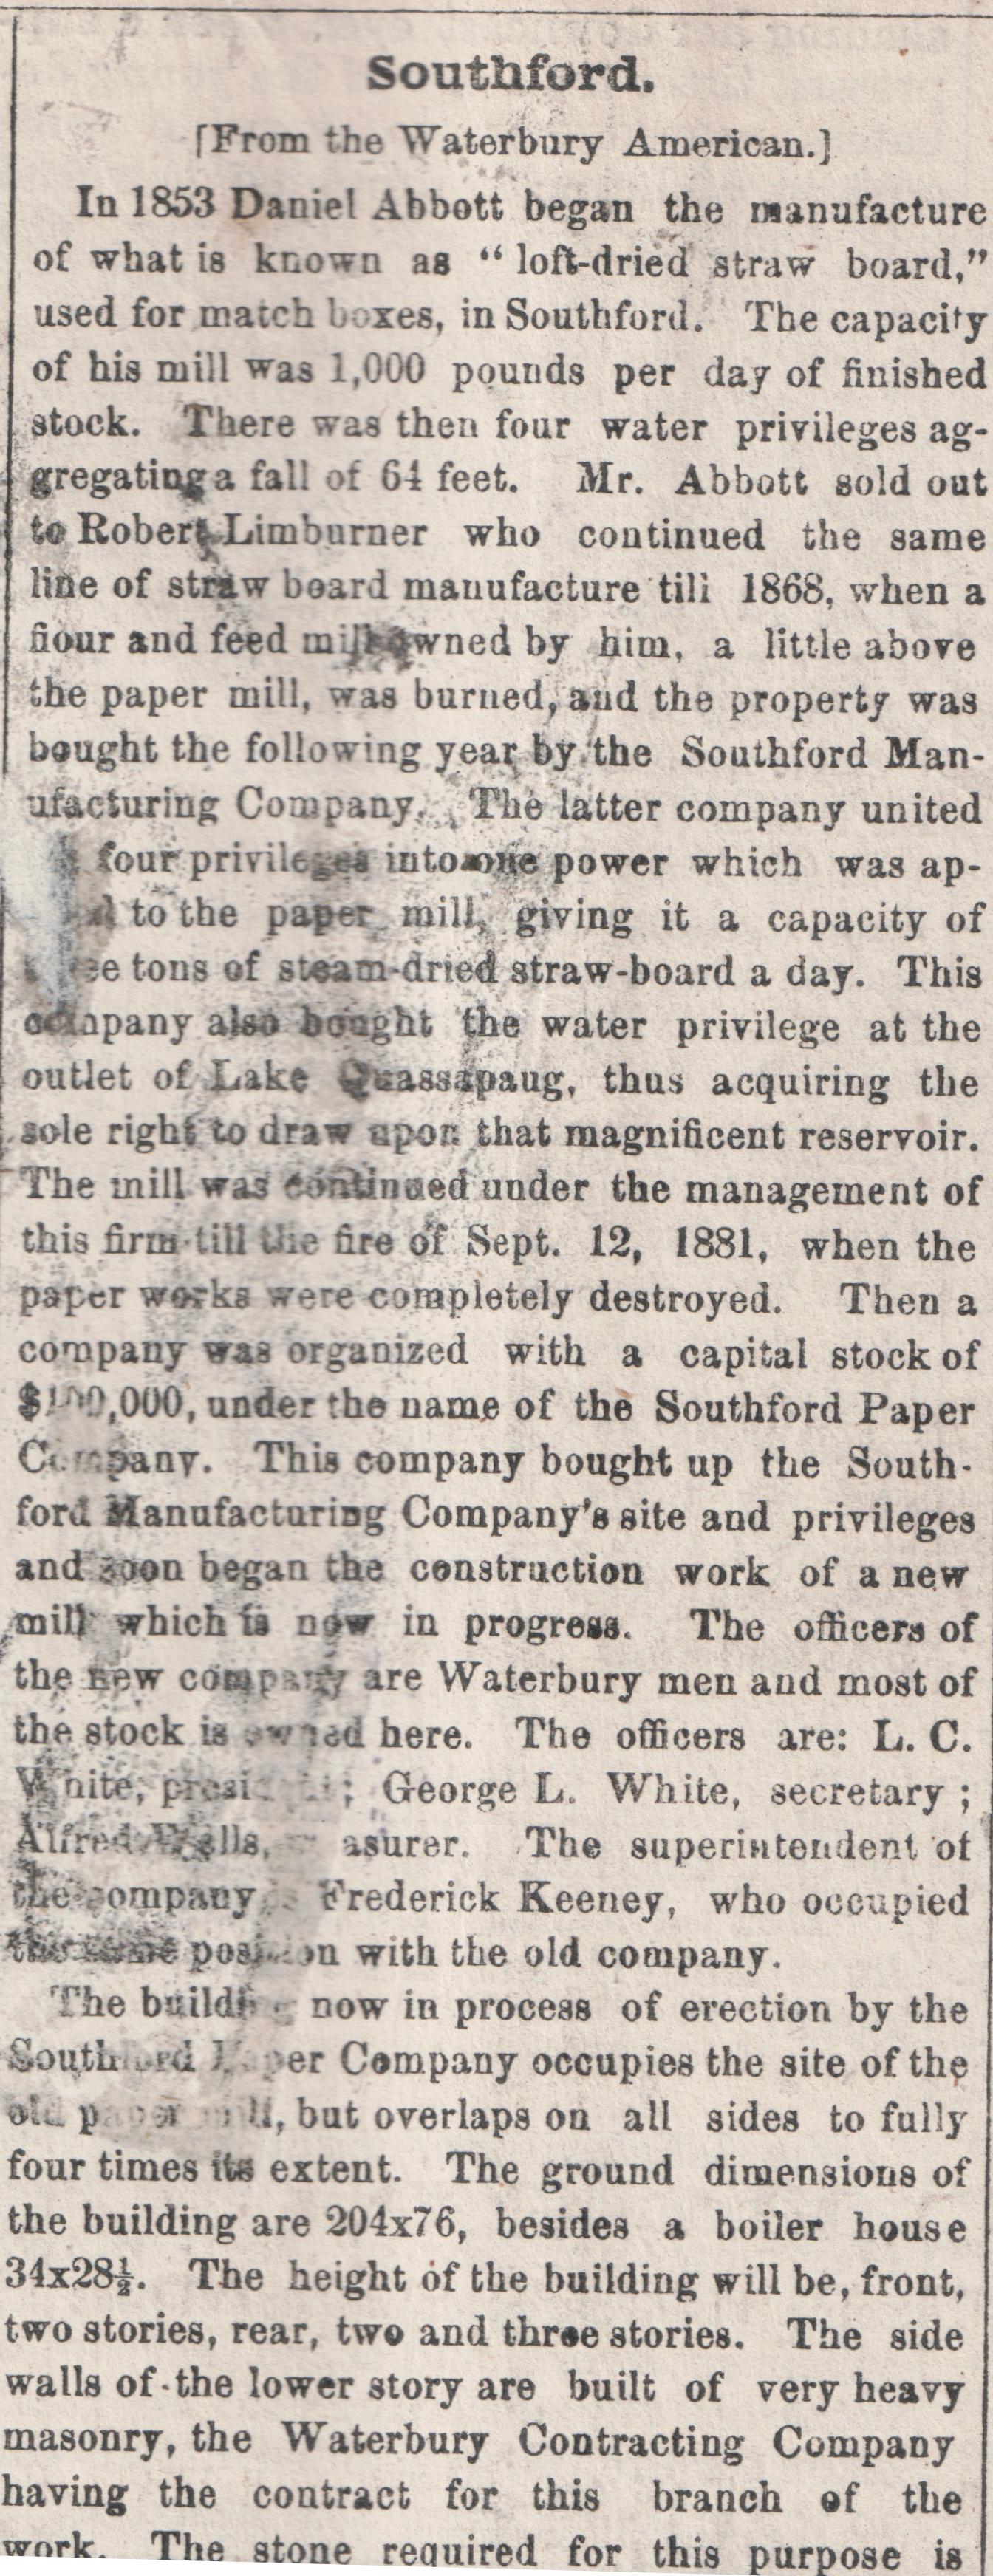 Southford.
[From the Waterbury American.]
In 1853 Daniel Abbott began the manufacture
of what is known as “ loft-dried straw board,”
used for match boxes, in Southford. The capacity
of his mill was 1,000 pounds per day of finished
stock. There was then four water privileges ag-
gregating a fall of 64 feet. Mr. Abbott sold out
to Robert Limburner who continued the same
line of straw board manufacture till 1868, when a
flour and feed mill owned by him, a little above
the paper mill, was burned, and the property was
bought the following year by the Southford Man-
ufacturing Company. The latter company united
four privileges into one power which was ap-
to the paper mill, giving it a capacity of
tons of steam-dried straw-board a day. This
company also bought the water privilege at the
outlet of Lake Quassapaug, thus acquiring the
sole right to draw upon that magnificent reservoir.
The mill was continued under the management of
this firm till the fire of Sept. 12, 1881, when the
paper works were completely destroyed. Then a
company was organized with a capital stock of
$100,000, under the name of the Southford Paper
Company. This company bought up the South-
ford Manufacturing Company's site and privileges
and soon began the construction work of a new
mill which is now in progress. The officers of
the new company are Waterbury men and most of
the stock is owned here. The officers are: L. C.
White, president; George L. White, secretary ;
Alfred Wells, treasurer. The superintendent of
the company is Frederick Keeney, who occupied
the same position with the old company.
The building now in process of erection by the
Southford Paper Company occupies the site of the
old paper mill, but overlaps on all sides to fully
four times its extent. The ground dimensions of
the building are 204x76, besides a boiler house
34x28½. The height of the building will be, front,
two stories, rear, two and three stories. The side
walls of the lower story are built of very heavy
masonry, the Waterbury Contracting Company
having the contract for this branch of the
work. The stone required for this purpose is